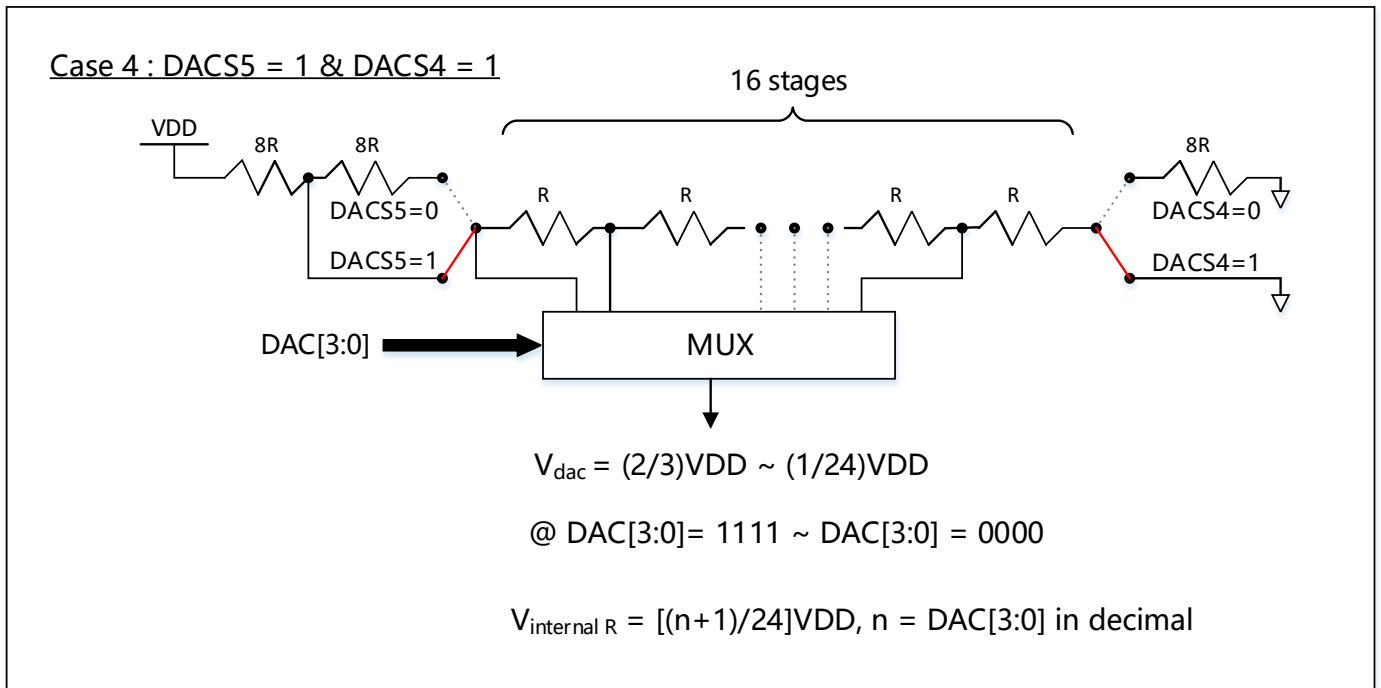 Case 4 : DACS5 = 1 & DACS4 = 1
16 stages
VDD
8R
8R
8R
R
R
R
R
DACS5=0
DACS4=0
DACS5=1
DACS4=1
DAC[3:0]
MUX
Vdac = (2/3)VDD ~ (1/24)VDD
@ DAC[3:0]= 1111 ~ DAC[3:0] = 0000
Vinternal R = [(n+1)/24]VDD, n = DAC[3:0] in decimal